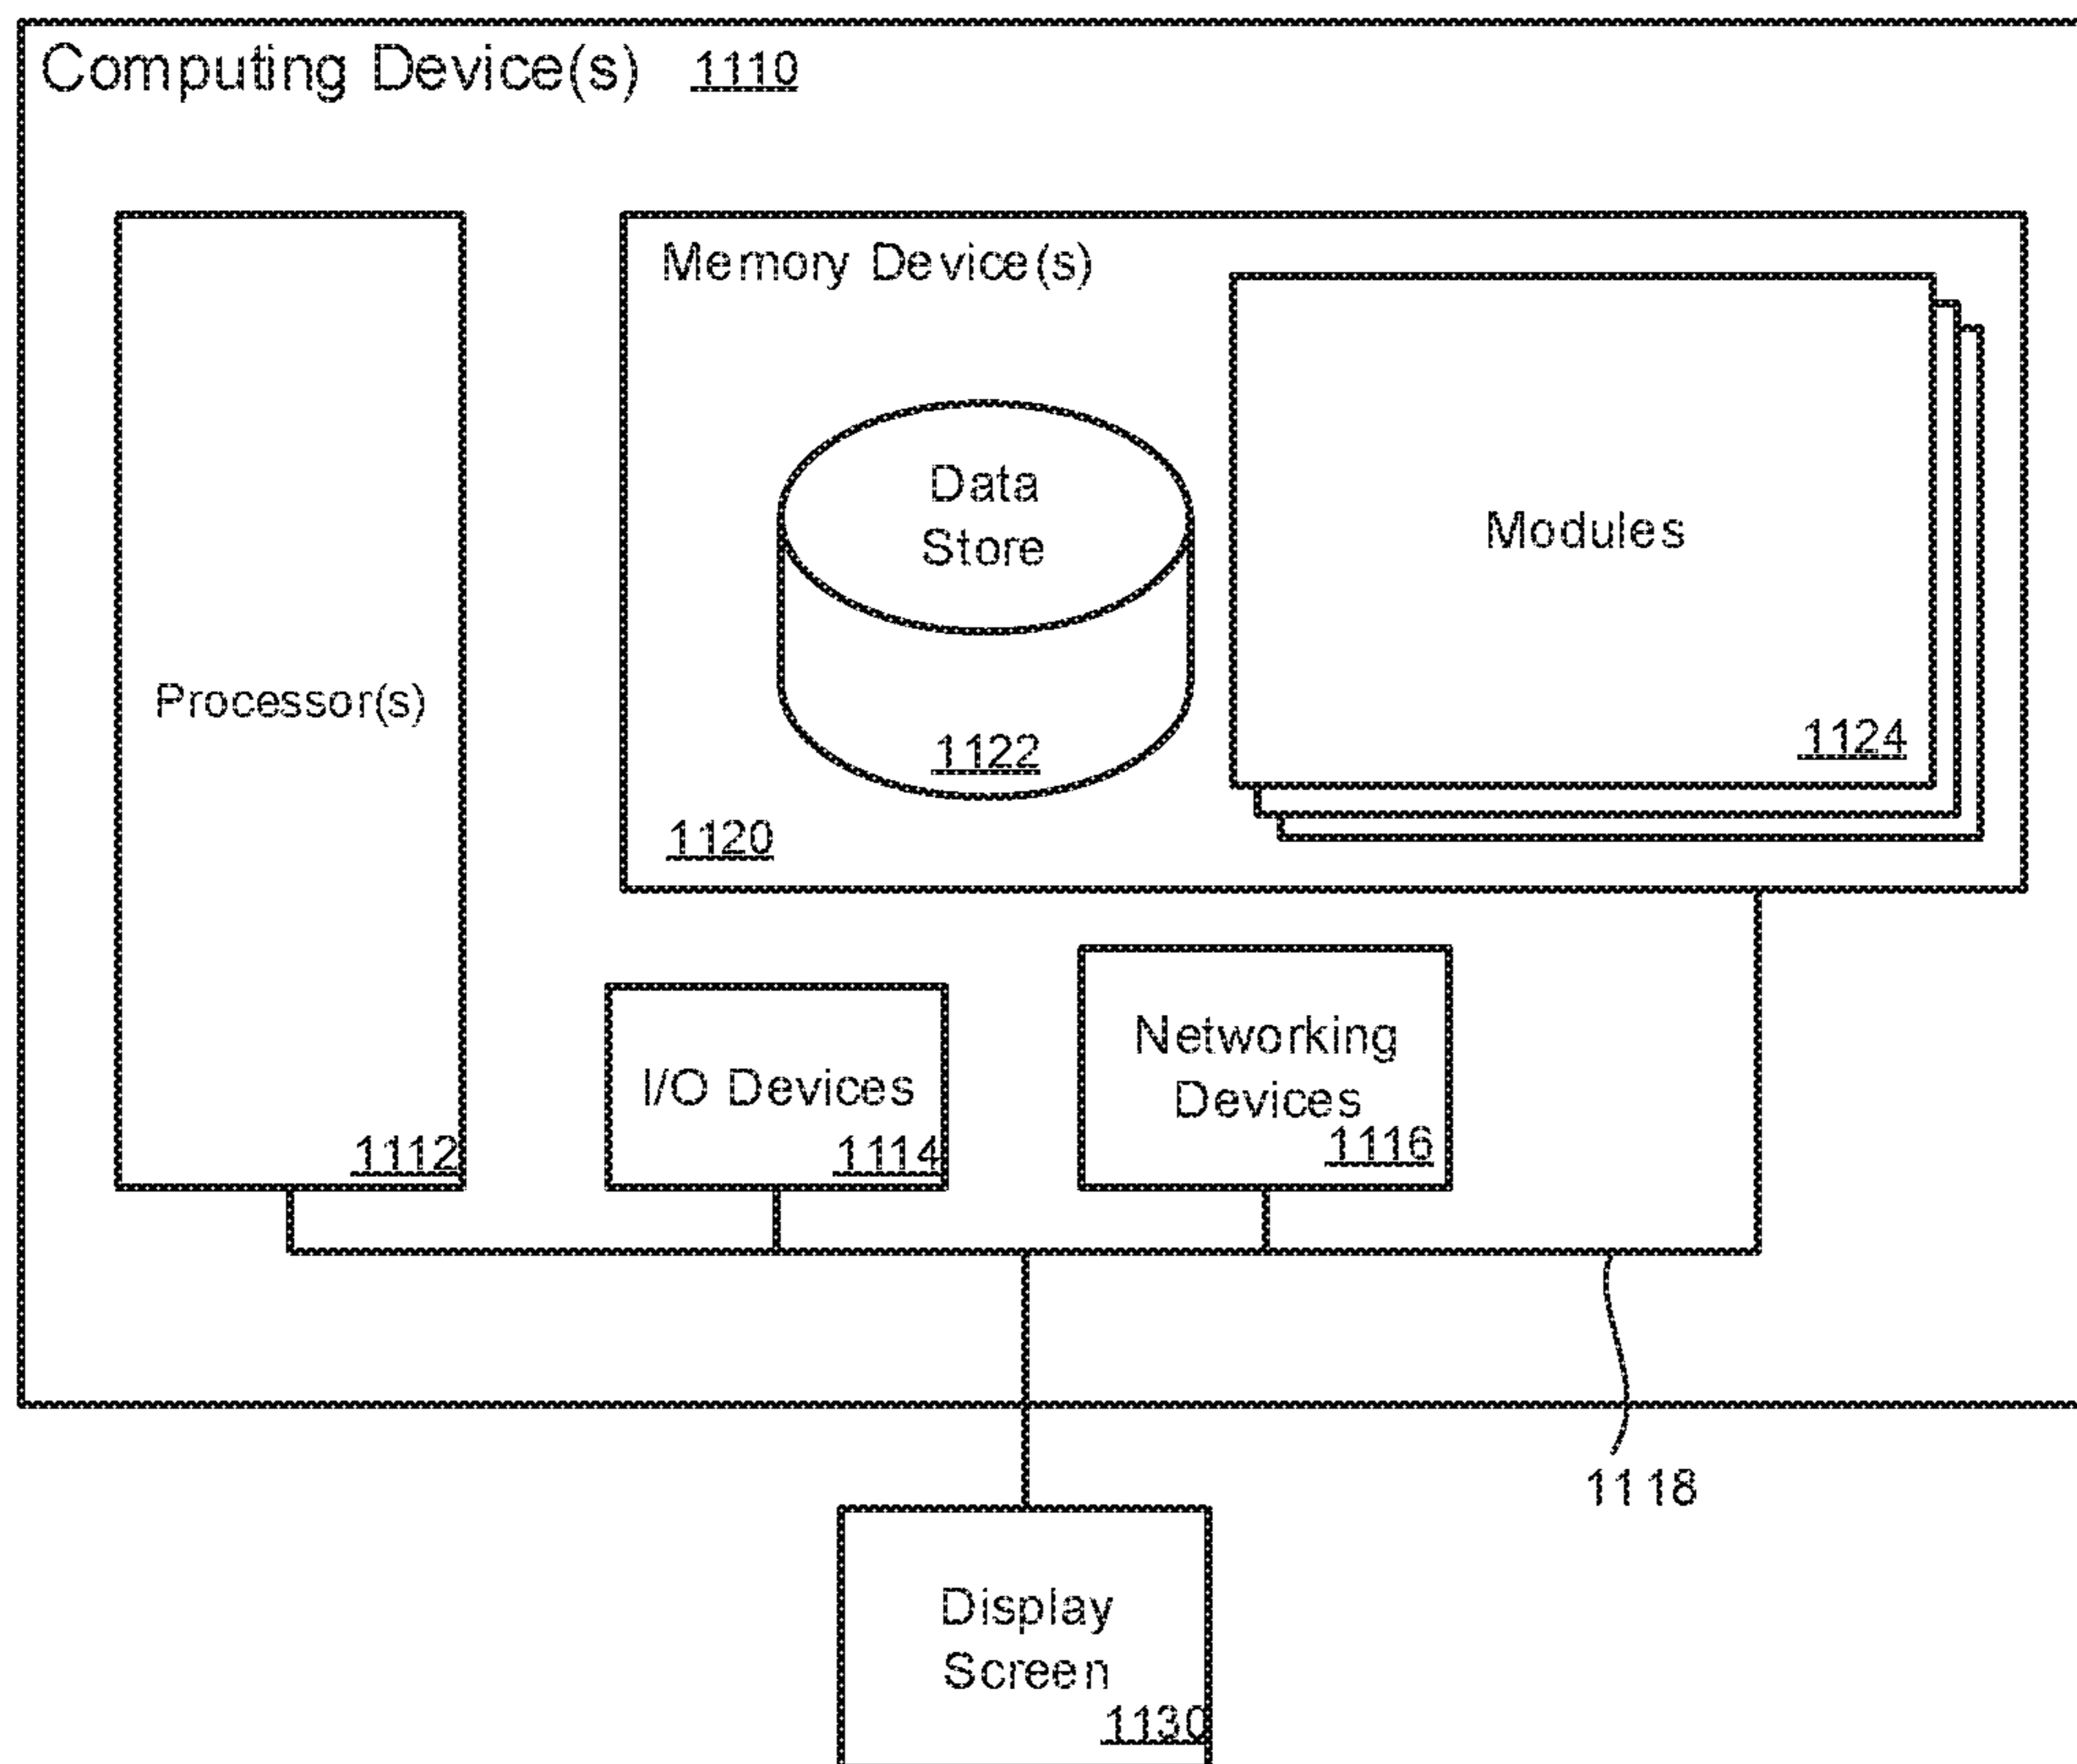 Computing Device(s) 1110
Memory Device(s)
Data
Store
1122
Modules
1124
1120
Processor(s)
1112
I/O Devices
1114
Networking
Devices
1116
1118
Display
Screen
1130